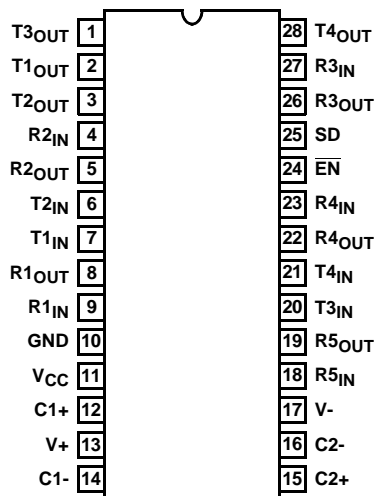 T3OUT 1 28 T4OUT
T1OUT 2 27 R3IN
T2OUT 3 26 R3OUT
R2IN 4 25 SD
R2OUT 5 24 E̅N̅
T2IN 6 23 R4IN
T1IN 7 22 R4OUT
R1OUT 8 21 T4IN
R1IN 9 20 T3IN
GND 10 19 R5OUT
VCC 11 18 R5IN
C1+ 12 17 V-
V+ 13 16 C2-
C1- 14 15 C2+